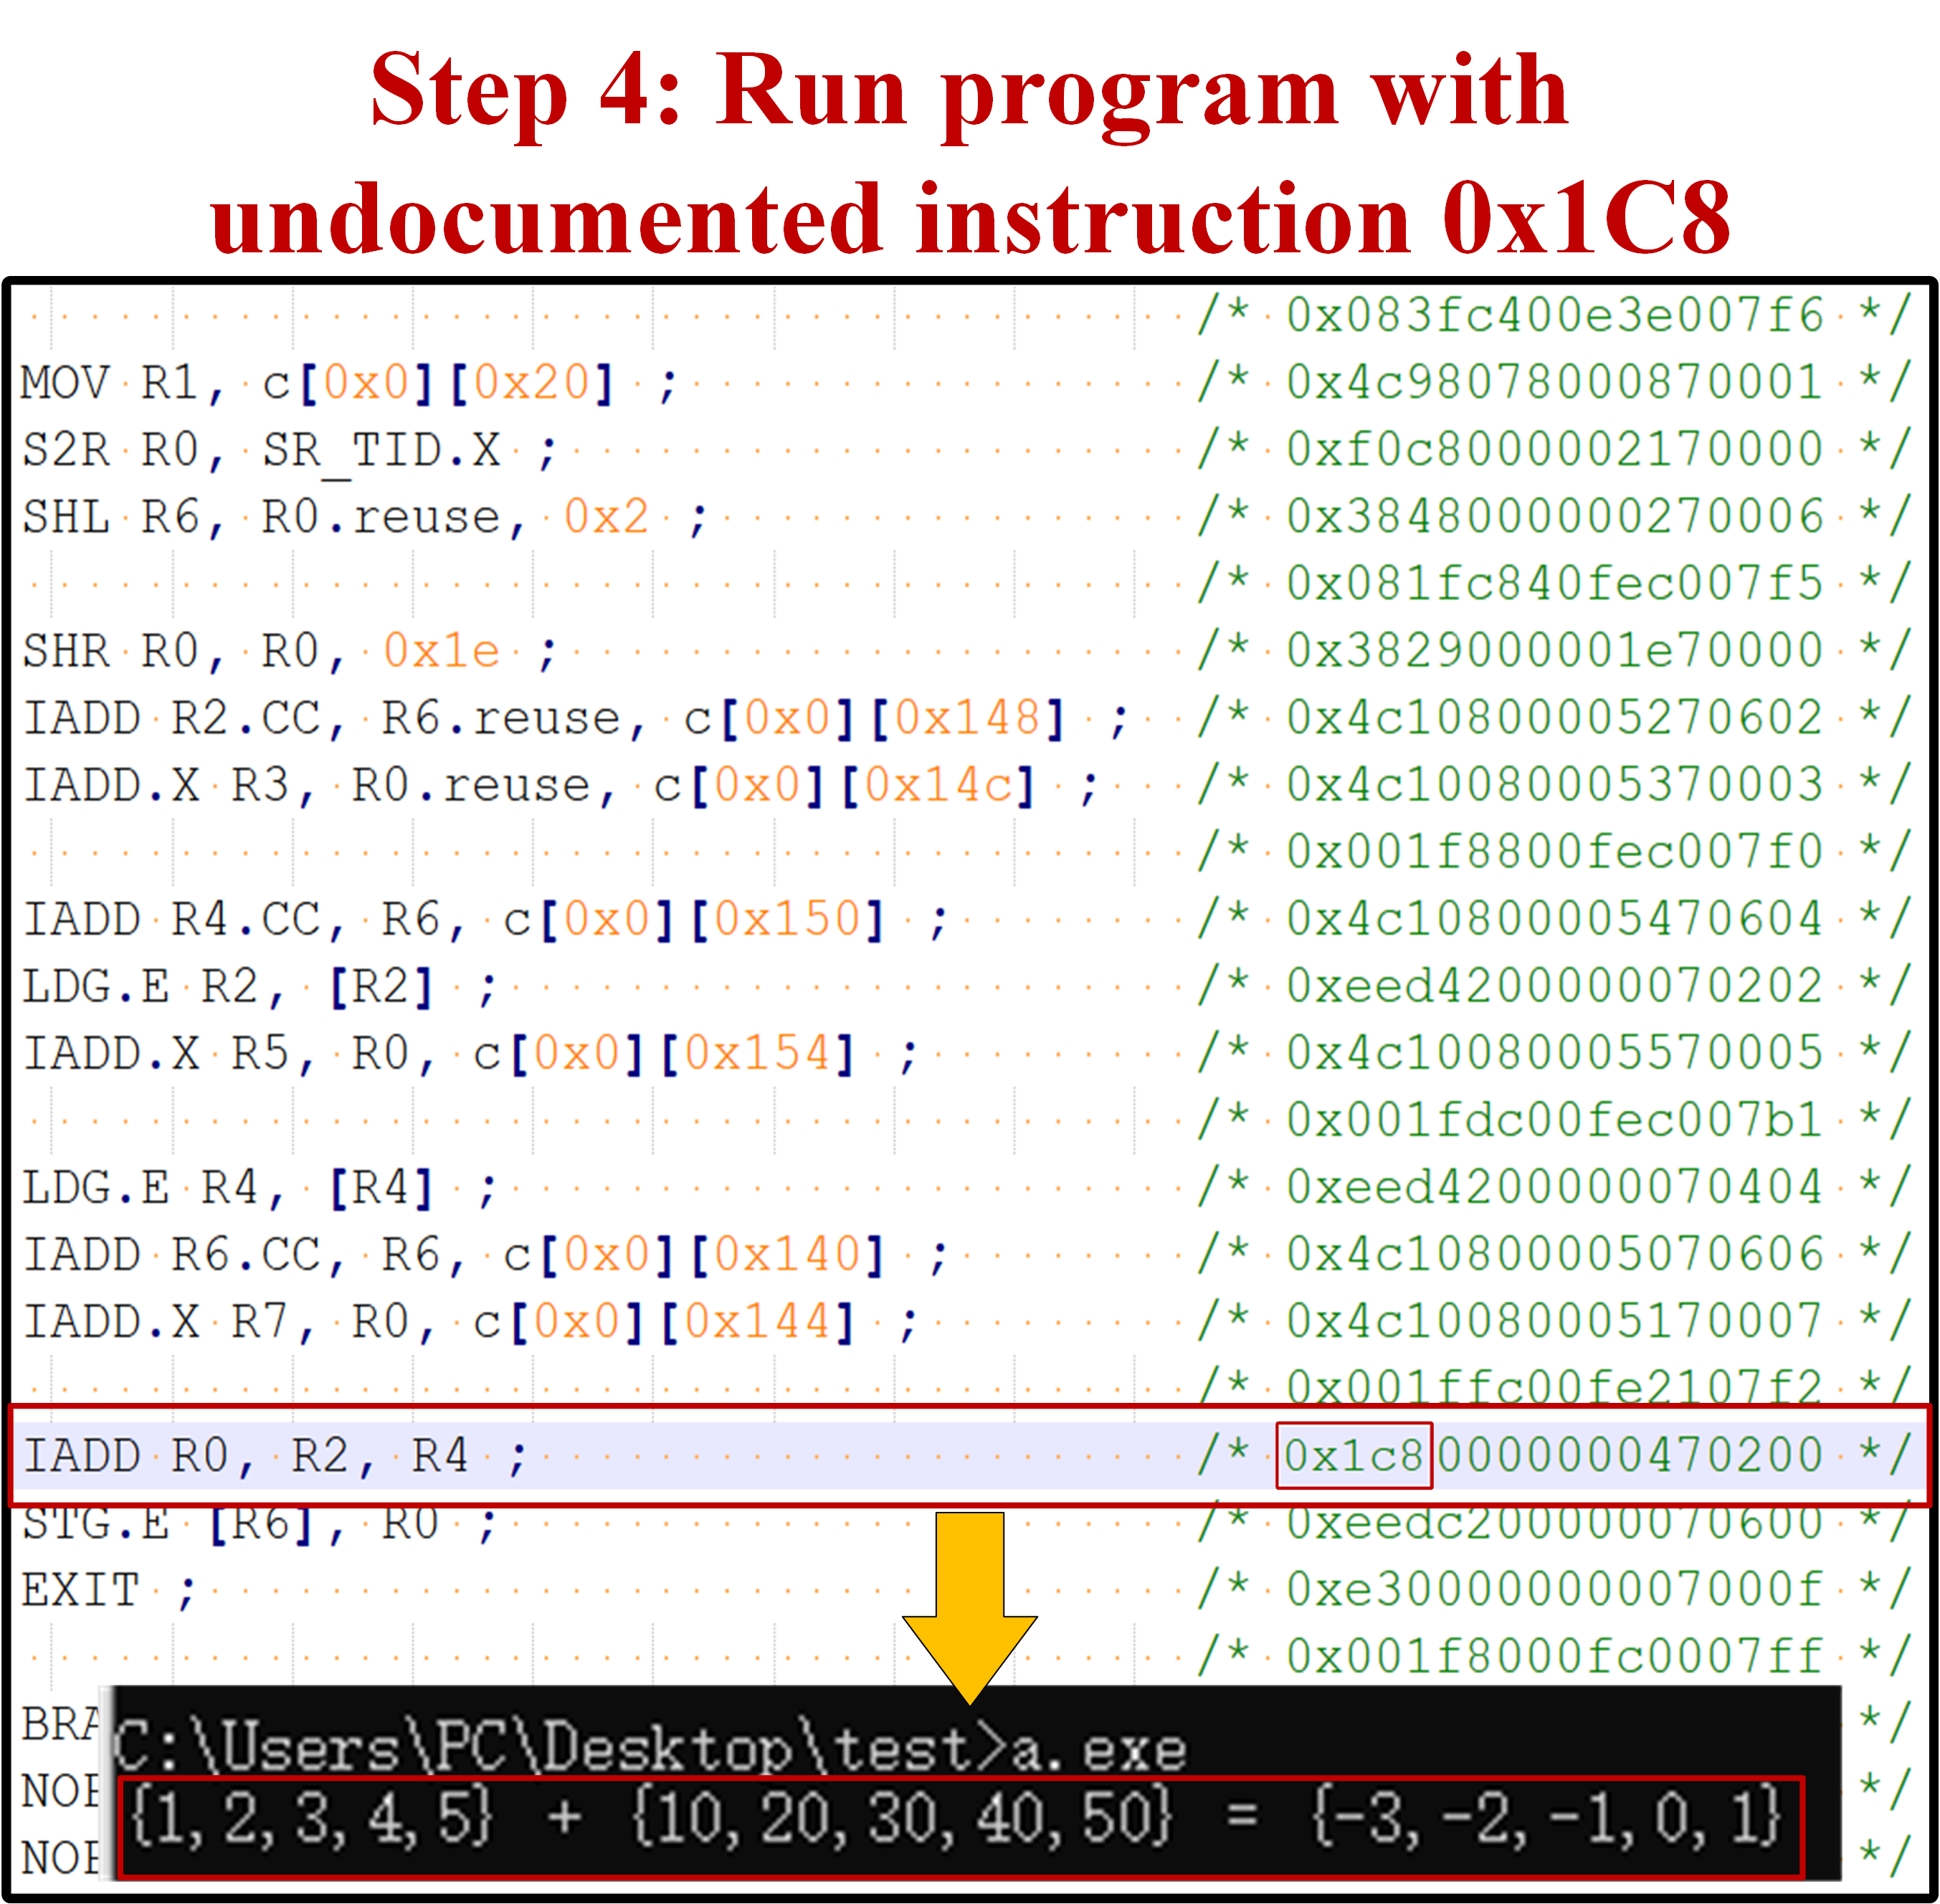 Step 4: Run program with
undocumented instruction 0x1C8
/* 0x083fc400e3e007f6 */
MOV R1, c[0x0][0x20] ; /* 0x4c98078000870001 */
S2R R0, SR_TID.X ; /* 0xf0c8000002170000 */
SHL R6, R0.reuse, 0x2 ; /* 0x3848000000270006 */
/* 0x081fc840fec007f5 */
SHR R0, R0, 0x1e ; /* 0x3829000001e70000 */
IADD R2.CC, R6.reuse, c[0x0][0x148] ; /* 0x4c10800005270602 */
IADD.X R3, R0.reuse, c[0x0][0x14c] ; /* 0x4c10080005370003 */
/* 0x001f8800fec007f0 */
IADD R4.CC, R6, c[0x0][0x150] ; /* 0x4c10800005470604 */
LDG.E R2, [R2] ; /* 0xeed4200000070202 */
IADD.X R5, R0, c[0x0][0x154] ; /* 0x4c10080005570005 */
/* 0x001fdc00fec007b1 */
LDG.E R4, [R4] ; /* 0xeed4200000070404 */
IADD R6.CC, R6, c[0x0][0x140] ; /* 0x4c10800005070606 */
IADD.X R7, R0, c[0x0][0x144] ; /* 0x4c10080005170007 */
/* 0x001ffc00fe2107f2 */
IADD R0, R2, R4 ; /* 0x1c80000000470200 */
STG.E [R6], R0 ; /* 0xeedc200000070600 */
EXIT ; /* 0xe30000000007000f */
/* 0x001f8000fc0007ff */
BRA */
C:\Users\PC\Desktop\test>a.exe
NOP */
{1, 2, 3, 4, 5} + {10, 20, 30, 40, 50} = {-3, -2, -1, 0, 1}
NOP */